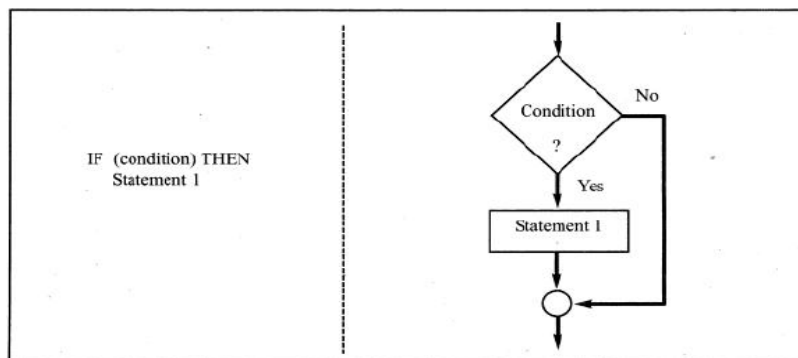 IF (condition) THEN
Statement 1
Condition
?
No
Yes
Statement 1